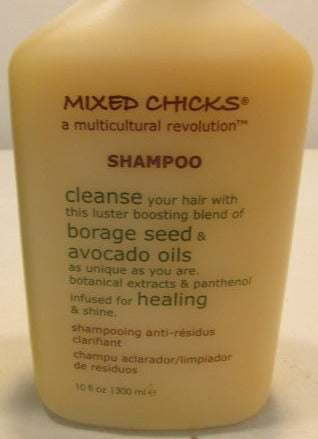 MIXED CHICKS®
a multicultural revolution™
SHAMPOO
cleanse your hair with
this luster boosting blend of
borage seed &
avocado oils
as unique as you are.
botanical extracts & panthenol
infused for healing
& shine.
shampooing anti-résidus
clarifiant
champu aclarador/limpiador
de residuos
10 fl oz | 300 ml ℮